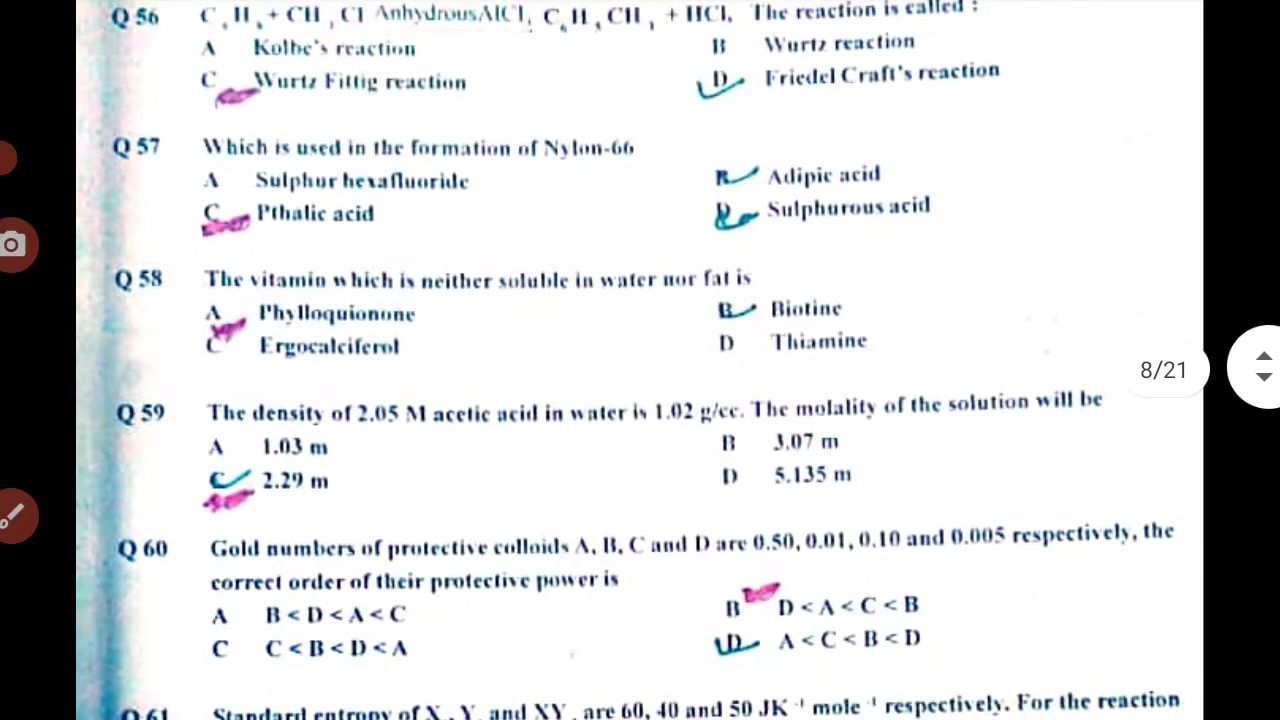 Q 56 C6H6 + CH3Cl AnhydrousAlCl3 C6H5CH3 + HCl. The reaction is called :
A Kolbe's reaction B Wurtz reaction
C Wurtz Fittig reaction D Friedel Craft's reaction
Q 57 Which is used in the formation of Nylon-66
A Sulphur hexafluoride B Adipic acid
C Pthalic acid D Sulphurous acid
Q 58 The vitamin which is neither soluble in water nor fat is
A Phylloquionone B Biotine
C Ergocalciferol D Thiamine
8/21
Q 59 The density of 2.05 M acetic acid in water is 1.02 g/cc. The molality of the solution will be
A 1.03 m B 3.07 m
C 2.29 m D 5.135 m
Q 60 Gold numbers of protective colloids A, B, C and D are 0.50, 0.01, 0.10 and 0.005 respectively, the
correct order of their protective power is
A B < D < A < C B D < A < C < B
C C < B < D < A D A < C < B < D
Q 61 Standard entropy of X, Y and XY are 60, 40 and 50 JK-1 mole-1 respectively. For the reaction